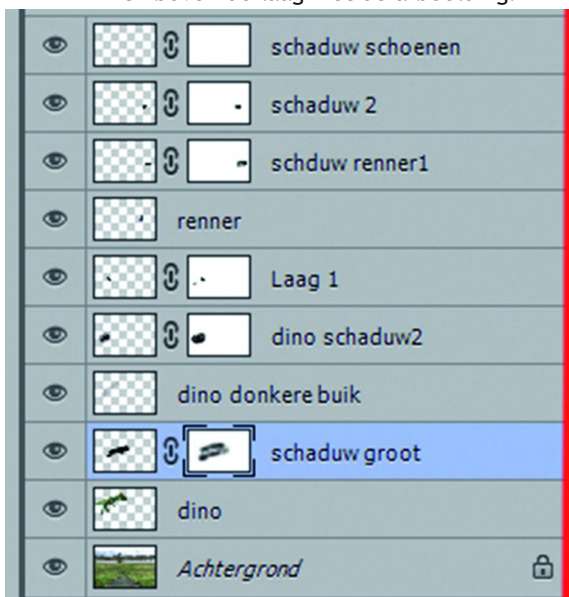 schaduw schoenen
schaduw 2
schduw renner1
renner
Laag 1
dino schaduw2
dino donkere buik
schaduw groot
dino
Achtergrond